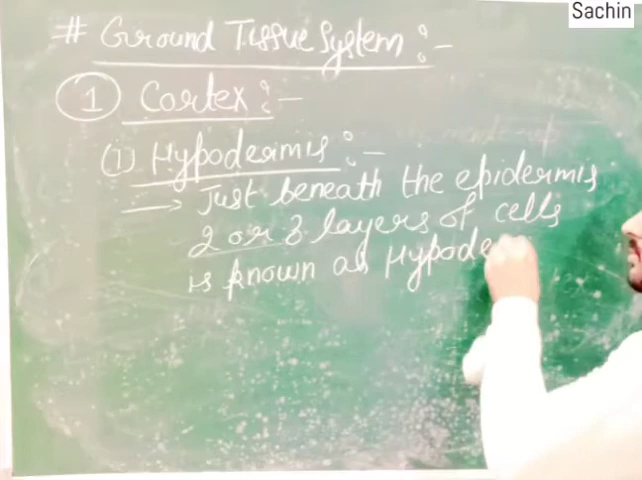 Sachin
# Ground Tissue System :-
① Cortex :-
(i) Hypodermis :-
→ Just beneath the epidermis
2 or 3 layers of cells
is known as Hypode